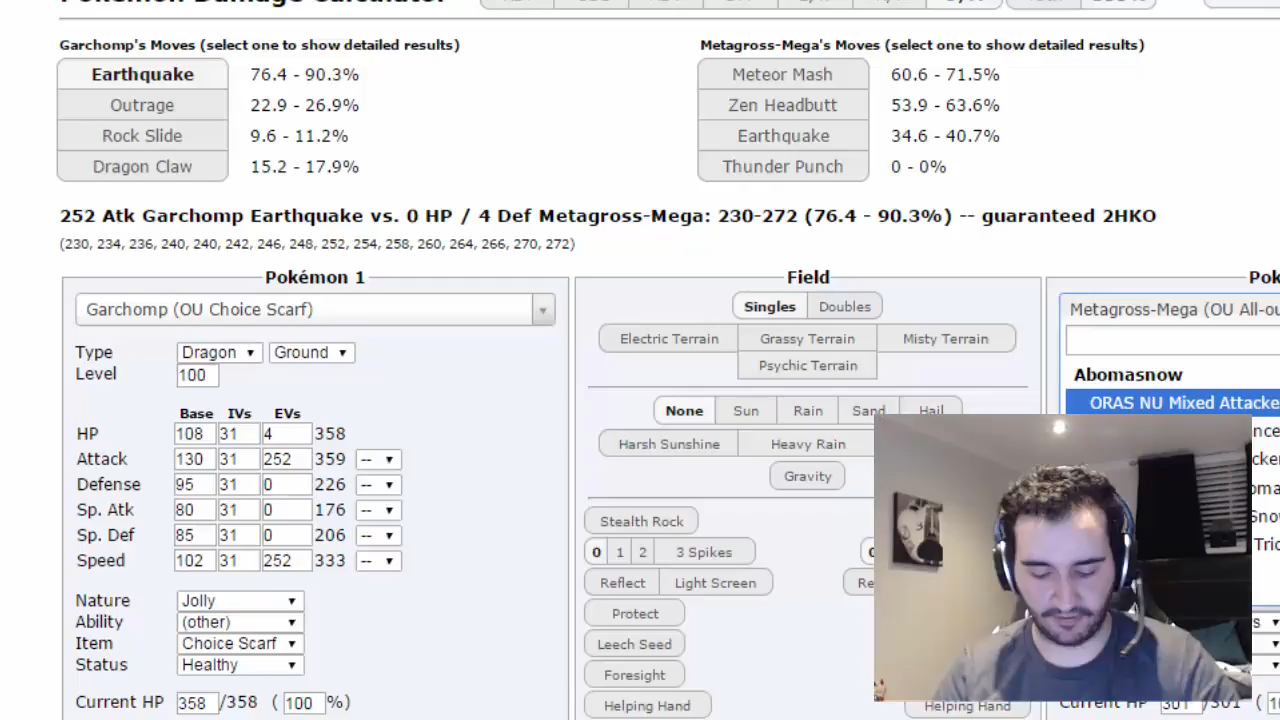 Pokémon Damage Calculator
Garchomp's Moves (select one to show detailed results)
Earthquake 76.4 - 90.3%
Outrage 22.9 - 26.9%
Rock Slide 9.6 - 11.2%
Dragon Claw 15.2 - 17.9%
Metagross-Mega's Moves (select one to show detailed results)
Meteor Mash 60.6 - 71.5%
Zen Headbutt 53.9 - 63.6%
Earthquake 34.6 - 40.7%
Thunder Punch 0 - 0%
252 Atk Garchomp Earthquake vs. 0 HP / 4 Def Metagross-Mega: 230-272 (76.4 - 90.3%) -- guaranteed 2HKO
(230, 234, 236, 240, 240, 242, 246, 248, 252, 254, 258, 260, 264, 266, 270, 272)
Pokémon 1
Garchomp (OU Choice Scarf)
Type Dragon Ground
Level 100
Base IVs EVs
HP 108 31 4 358
Attack 130 31 252 359 --
Defense 95 31 0 226 --
Sp. Atk 80 31 0 176 --
Sp. Def 85 31 0 206 --
Speed 102 31 252 333 --
Nature Jolly
Ability (other)
Item Choice Scarf
Status Healthy
Current HP 358 /358 ( 100 %)
Field
Singles Doubles
Electric Terrain Grassy Terrain Misty Terrain
Psychic Terrain
None Sun Rain Sand Hail
Harsh Sunshine Heavy Rain
Gravity
Stealth Rock
0 1 2 3 Spikes
Reflect Light Screen Re
Protect
Leech Seed
Foresight
Helping Hand Helping Hand
Pok
Metagross-Mega (OU All-ou
Abomasnow
ORAS NU Mixed Attacke
Current HP 301 /301 (